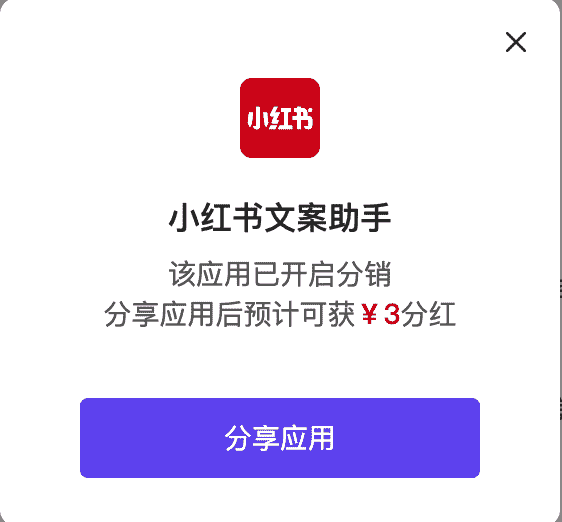 小红书
小红书文案助手
该应用已开启分销
分享应用后预计可获￥3分红
分享应用